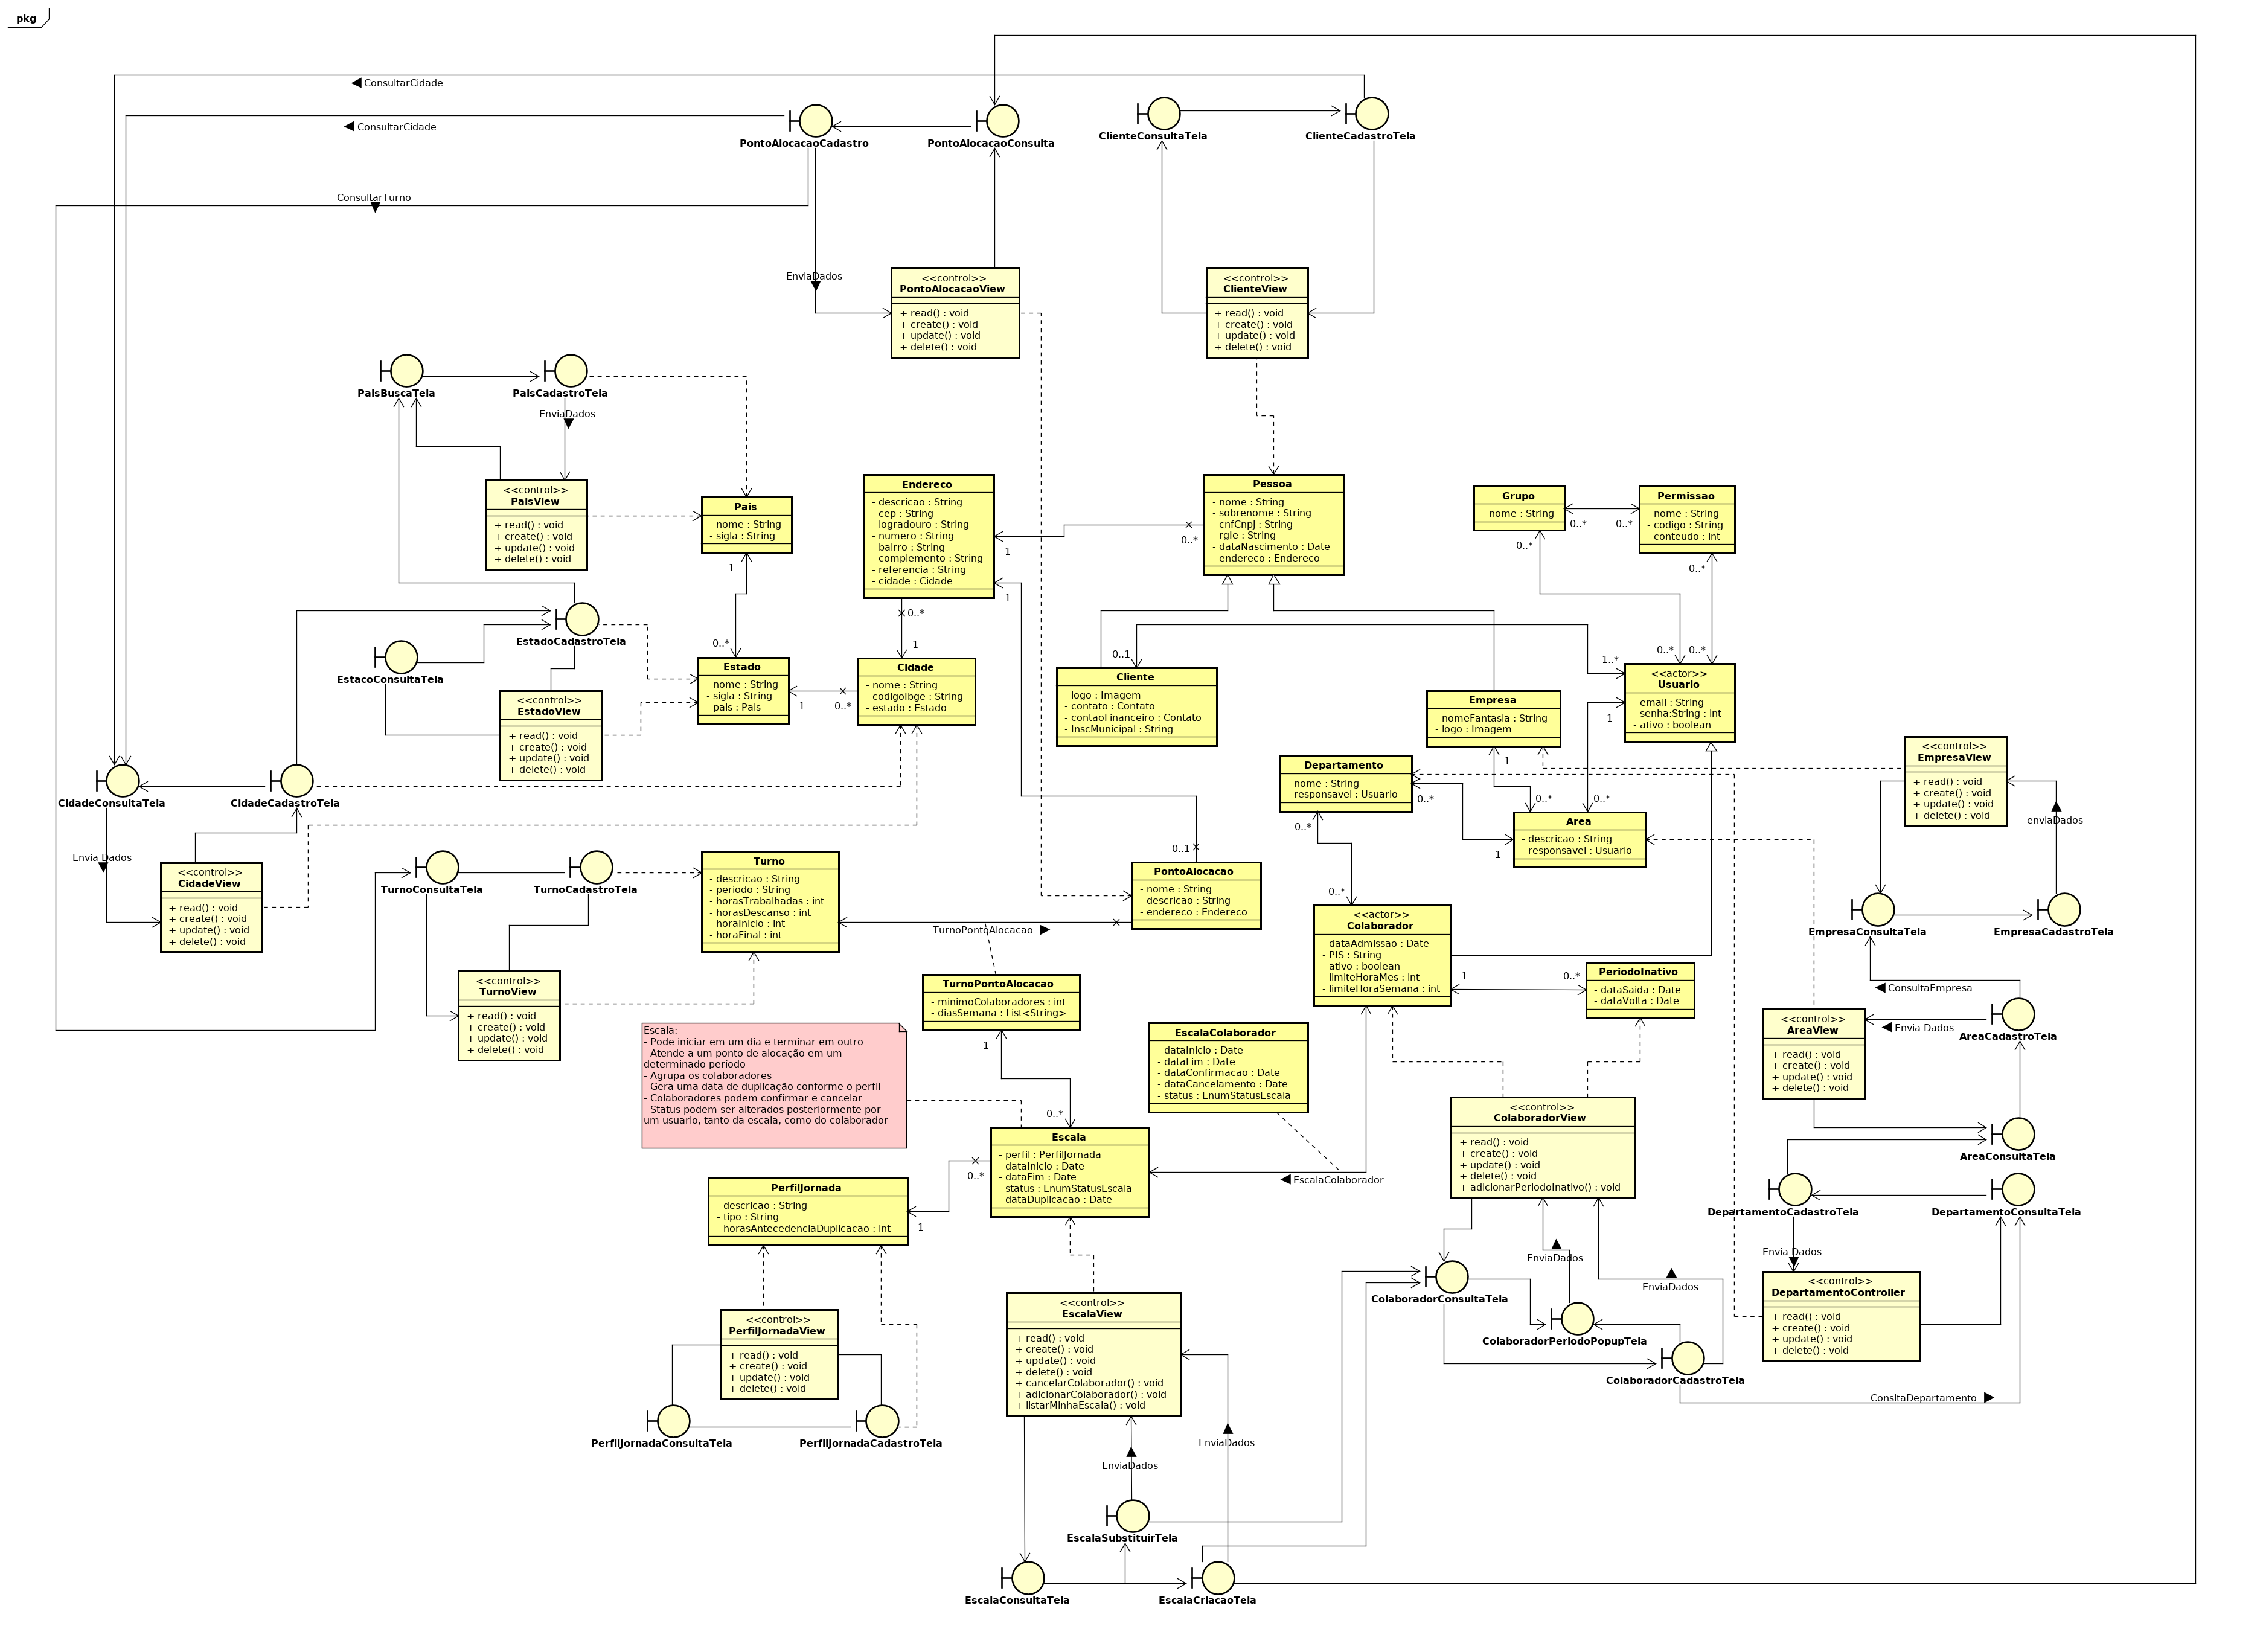 pkg
ConsultarCidade
ConsultarCidade
PontoAlocacaoCadastro
PontoAlocacaoConsulta
ClienteConsultaTela
ClienteCadastroTela
ConsultarTurno
EnviaDados
<<control>>
PontoAlocacaoView
+ read() : void
+ create() : void
+ update() : void
+ delete() : void
<<control>>
ClienteView
+ read() : void
+ create() : void
+ update() : void
+ delete() : void
PaisBuscaTela
PaisCadastroTela
EnviaDados
<<control>>
PaisView
+ read() : void
+ create() : void
+ update() : void
+ delete() : void
Pais
- nome : String
- sigla : String
1
0..*
Endereco
- descricao : String
- cep : String
- logradouro : String
- numero : String
- bairro : String
- complemento : String
- referencia : String
- cidade : Cidade
1
1
0..*
1
Pessoa
- nome : String
- sobrenome : String
- cnfCnpj : String
- rgIe : String
- dataNascimento : Date
- endereco : Endereco
0..*
Grupo
- nome : String
0..*
0..*
0..*
Permissao
- nome : String
- codigo : String
- conteudo : int
0..*
EstadoCadastroTela
EstacoConsultaTela
<<control>>
EstadoView
+ read() : void
+ create() : void
+ update() : void
+ delete() : void
Estado
- nome : String
- sigla : String
- pais : Pais
1
0..*
Cidade
- nome : String
- codigoIbge : String
- estado : Estado
0..1
Cliente
- logo : Imagem
- contato : Contato
- contaoFinanceiro : Contato
- InscMunicipal : String
1..*
0..*
0..*
<<actor>>
Usuario
- email : String
- senha:String : int
- ativo : boolean
1
0..*
Empresa
- nomeFantasia : String
- logo : Imagem
1
0..*
Departamento
- nome : String
- responsavel : Usuario
0..*
0..*
1
Area
- descricao : String
- responsavel : Usuario
<<control>>
EmpresaView
+ read() : void
+ create() : void
+ update() : void
+ delete() : void
enviaDados
EmpresaConsultaTela
EmpresaCadastroTela
CidadeConsultaTela
CidadeCadastroTela
Envia Dados
<<control>>
CidadeView
+ read() : void
+ create() : void
+ update() : void
+ delete() : void
TurnoConsultaTela
TurnoCadastroTela
<<control>>
TurnoView
+ read() : void
+ create() : void
+ update() : void
+ delete() : void
Turno
- descricao : String
- periodo : String
- horasTrabalhadas : int
- horasDescanso : int
- horaInicio : int
- horaFinal : int
0..1
PontoAlocacao
- nome : String
- descricao : String
- endereco : Endereco
TurnoPontoAlocacao
TurnoPontoAlocacao
- minimoColaboradores : int
- diasSemana : List<String>
1
0..*
0..*
<<actor>>
Colaborador
- dataAdmissao : Date
- PIS : String
- ativo : boolean
- limiteHoraMes : int
- limiteHoraSemana : int
1
0..*
PeriodoInativo
- dataSaida : Date
- dataVolta : Date
ConsultaEmpresa
Envia Dados
<<control>>
AreaView
+ read() : void
+ create() : void
+ update() : void
+ delete() : void
AreaCadastroTela
AreaConsultaTela
Escala:
- Pode iniciar em um dia e terminar em outro
- Atende a um ponto de alocação em um
determinado período
- Agrupa os colaboradores
- Gera uma data de duplicação conforme o perfil
- Colaboradores podem confirmar e cancelar
- Status podem ser alterados posteriormente por
um usuario, tanto da escala, como do colaborador
EscalaColaborador
- dataInicio : Date
- dataFim : Date
- dataConfirmacao : Date
- dataCancelamento : Date
- status : EnumStatusEscala
EscalaColaborador
Escala
- perfil : PerfilJornada
- dataInicio : Date
- dataFim : Date
- status : EnumStatusEscala
- dataDuplicacao : Date
0..*
1
PerfilJornada
- descricao : String
- tipo : String
- horasAntecedenciaDuplicacao : int
<<control>>
ColaboradorView
+ read() : void
+ create() : void
+ update() : void
+ delete() : void
+ adicionarPeriodoInativo() : void
DepartamentoCadastroTela
DepartamentoConsultaTela
Envia Dados
<<control>>
DepartamentoController
+ read() : void
+ create() : void
+ update() : void
+ delete() : void
EnviaDados
EnviaDados
ColaboradorConsultaTela
ColaboradorPeriodoPopupTela
ColaboradorCadastroTela
ConsltaDepartamento
<<control>>
PerfilJornadaView
+ read() : void
+ create() : void
+ update() : void
+ delete() : void
PerfilJornadaConsultaTela
PerfilJornadaCadastroTela
<<control>>
EscalaView
+ read() : void
+ create() : void
+ update() : void
+ delete() : void
+ cancelarColaborador() : void
+ adicionarColaborador() : void
+ listarMinhaEscala() : void
EnviaDados
EnviaDados
EscalaSubstituirTela
EscalaConsultaTela
EscalaCriacaoTela